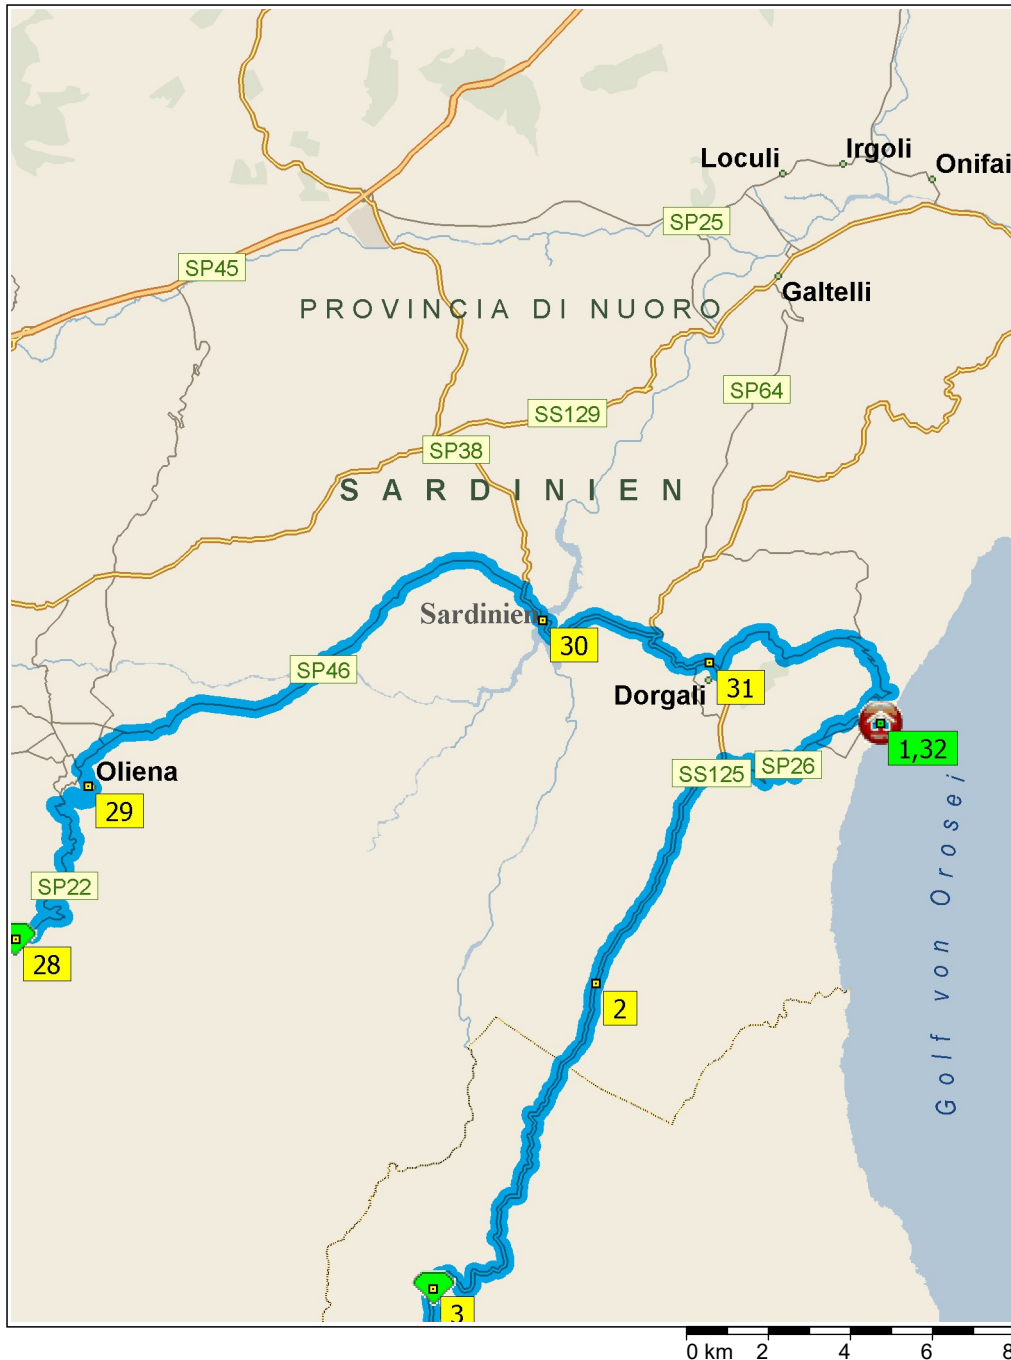 Irgoli
Loculi
Onifai
SP25
SP45
Galtelli
PROVINCIA DI NUORO
SP64
SS129
SP38
SARDINIEN
Sardinien
30
SP46
31
Dorgali
1,32
SP26
SS125
Oliena
29
Golf von Orosei
SP22
28
2
3
0 km 2 4 6 8